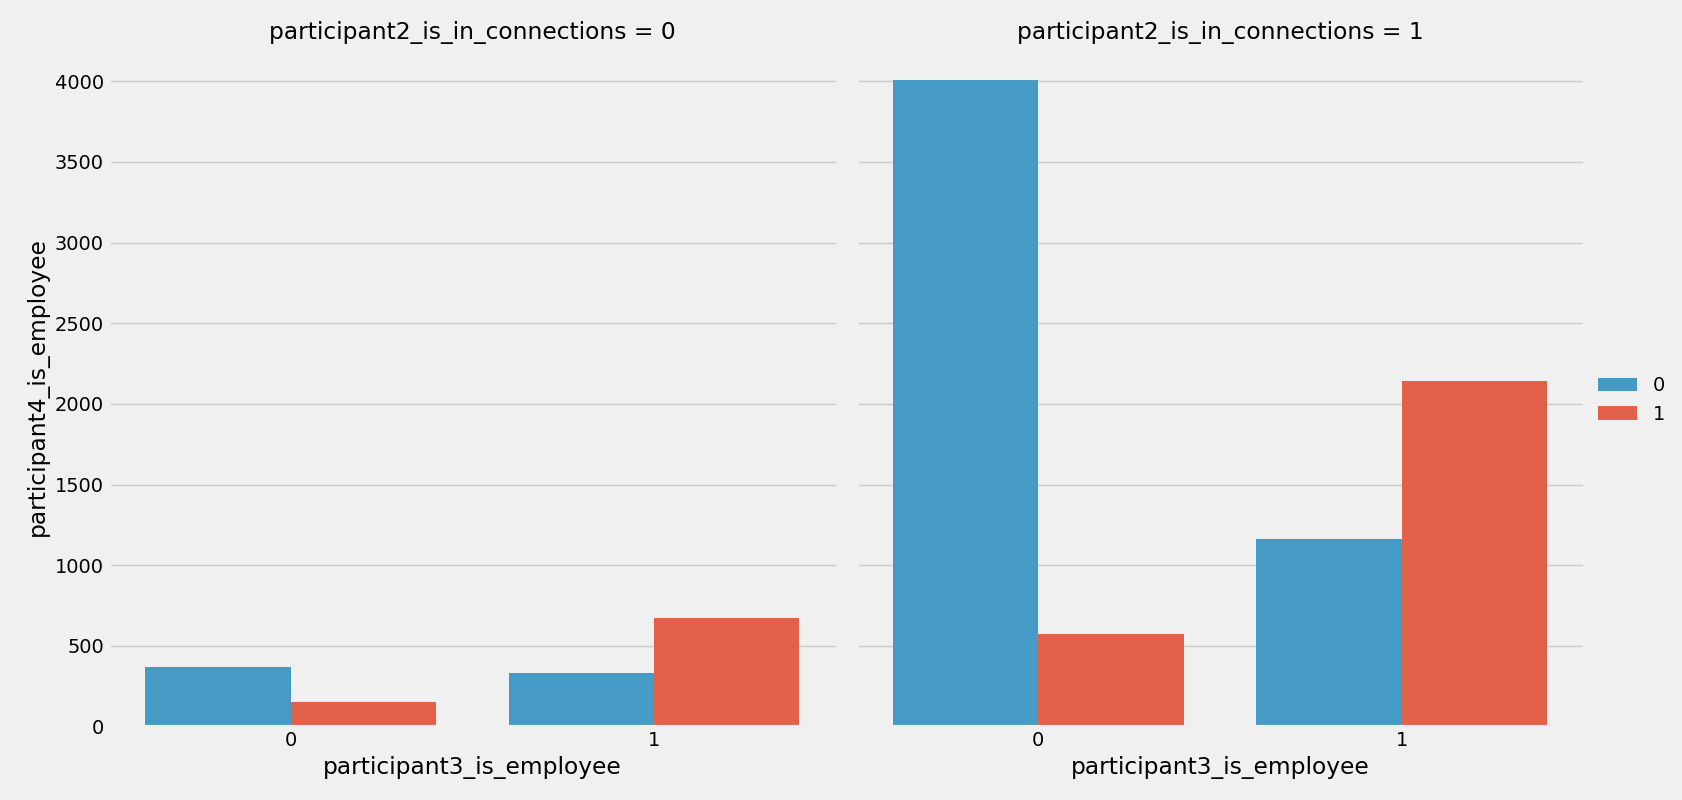 participant2_is_in_connections = 0
participant2_is_in_connections = 1
participant4_is_employee
4000
3500
3000
2500
2000
1500
1000
500
0
0 1
participant3_is_employee
0 1
participant3_is_employee
0
1